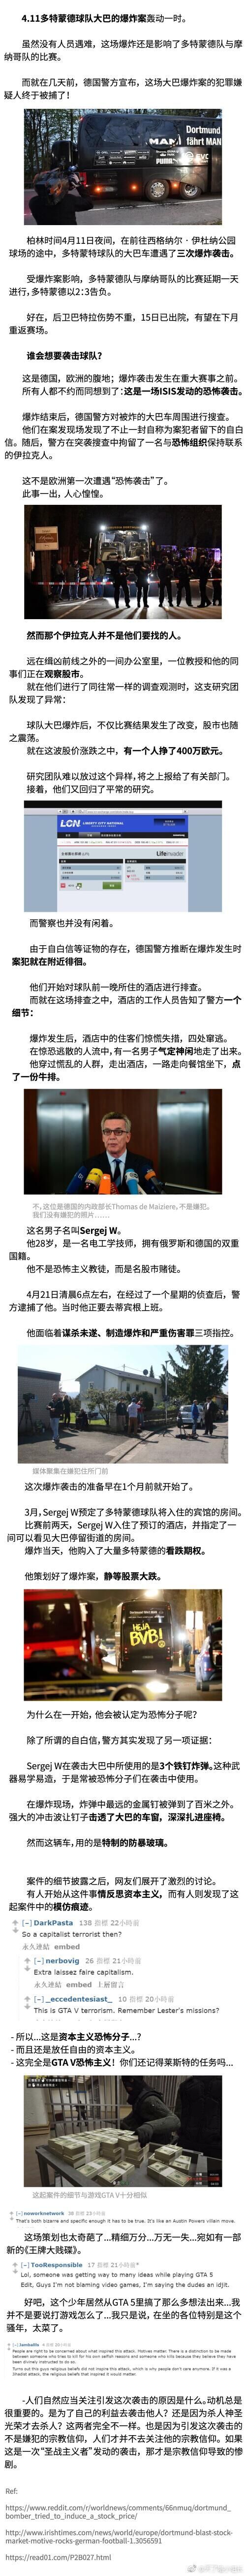 4.11多特蒙德球队大巴的爆炸案轰动一时。
虽然没有人员遇难，这场爆炸还是影响了多特蒙德队与摩
纳哥队的比赛。
而就在几天前，德国警方宣布，这场大巴爆炸案的犯罪嫌
疑人终于被捕了！
Dortmund
MAN fährt MAN
柏林时间4月11日夜间，在前往西格纳尔·伊杜纳公园
球场的途中，多特蒙特球队的大巴车遭遇了三次爆炸袭击。
受爆炸案影响，多特蒙德队与摩纳哥队的比赛延期一天
进行,多特蒙德以2:3告负。
好在，后卫巴特拉伤势不重，15日已出院，有望在下月
重返赛场。
谁会想要袭击球队？
这是德国，欧洲的腹地；爆炸袭击发生在重大赛事之前。
所有人都不约而同想到了:这是一场ISIS发动的恐怖袭击。
爆炸结束后，德国警方对被炸的大巴车周围进行搜查。
他们在案发现场发现了不止一封自称为案犯者留下的自白
信。随后，警方在突袭搜查中拘留了一名与恐怖组织保持联系
的伊拉克人。
这不是欧洲第一次遭遇“恐怖袭击”了。
此事一出，人心惶惶。
然而那个伊拉克人并不是他们要找的人。
远在缉凶前线之外的一间办公室里，一位教授和他的同
事们正在观察股市。
就在他们进行了同往常一样的调查观测时，这支研究团
队发现了异常：
球队大巴爆炸后，不仅比赛结果发生了改变，股市也随
之震荡。
就在这波股价涨跌之中，有一个人挣了400万欧元。
研究团队难以放过这个异样,将之上报给了有关部门。
接着，他们又回归了平常的研究。
LCN. LIBERTY CITY NATIONAL
Lifeinvader
而警察也并没有闲着。
由于自白信等证物的存在，德国警方推断在爆炸发生时
案犯就在附近徘徊。
他们开始对球队前一晚所住的酒店进行排查。
而就在这场排查之中，酒店的工作人员告知了警方一个
细节：
爆炸发生后，酒店中的住客们惊慌失措，四处窜逃。
在惊恐逃散的人流中,有一名男子气定神闲地走了出来。
他穿过慌乱的人群，走出酒店，一路走向餐馆坐下，点
了一份牛排。
不，这位是德国的内政部长Thomas de Maiziere，不是嫌犯。
我们没有嫌犯的照片……
这名男子名叫Sergej W。
他28岁，是一名电工学技师，拥有俄罗斯和德国的双重
国籍。
他不是恐怖主义教徒，而是名股市赌徒。
4月21日清晨6点左右，在经过了一个星期的侦查后，警
方逮捕了他。当时他正要去蒂宾根上班。
他面临着谋杀未遂、制造爆炸和严重伤害罪三项指控。
媒体聚集在嫌犯住所门前
这次爆炸袭击的准备早在1个月前就开始了。
3月，Sergej W预定了多特蒙德球队将入住的宾馆的房间。
比赛前两天，Sergej W入住了预订的酒店，并指定了一
间可以看见大巴停留街道的房间。
爆炸当天，他购入了大量多特蒙德的看跌期权。
他策划好了爆炸案，静等股票大跌。
HEJA
BVB!
为什么在一开始，他会被认定为恐怖分子呢？
除了所谓的自白信,警方其实发现了另一项证据：
Sergej W在袭击大巴中所使用的是3个铁钉炸弹。这种武
器易学易造，于是常被恐怖分子们在袭击中使用。
在爆炸现场，炸弹中最远的金属钉被弹到了百米之外。
强大的冲击波让钉子击透了大巴的车窗，深深扎进座椅。
然而这辆车,用的是特制的防暴玻璃。
案件的细节披露之后，网友们展开了激烈的讨论。
有人开始从这件事情反思资本主义，而有人则发现了这
起案件中的模仿痕迹。
[-] DarkPasta 138 指標 22小時前
So a capitalist terrorist then?
永久連結 embed
[-] nerbovig 26 指標 21小時前
Extra laissez faire capitalism.
永久連結 embed 上層留言
[-] _eccedentesiast_ 10 指標 20小時前
This is GTA V terrorism. Remember Lester's missions?
- 所以...这是资本主义恐怖分子...?
- 而且还是放任自由的资本主义。
- 这完全是GTA V恐怖主义！你们还记得莱斯特的任务吗...
这起案件的细节与游戏GTA V十分相似
That's both bizarre and specific enough it has to be true. It's like an Austin Powers villain move.
这场策划也太奇葩了...精细万分...万无一失...宛如有一部
新的《王牌大贱碟》。
[-] TooResponsible 17 指標 21小時前*
Lol, someone was getting way to many ideas while playing GTA 5
Edit, Guys I'm not blaming video games, I'm saying the dudes an idjit.
好吧，这个少年居然从GTA 5里搞了那么多想法出来...我
并不是要说打游戏怎么了...我只是说，在坐的各位特别是这个
骚年，太菜了。
-人们自然应当关注引发这次袭击的原因是什么。动机总是
很重要的。是为了自己的利益去袭击他人？还是因为杀人神圣
光荣才去杀人？这两者完全不一样。也是因为引发这次袭击的
不是嫌犯的宗教信仰，人们才并不去关注他的宗教信仰。如果
这是一次“圣战主义者”发动的袭击，那才是宗教信仰导致的惨
剧。
Ref:
https://www.reddit.com/r/worldnews/comments/66nmuq/dortmund_
bomber_tried_to_induce_a_stock_price/
http://www.irishtimes.com/news/world/europe/dortmund-blast-stock-
market-motive-rocks-german-football-1.3056591
https://read01.com/P2B027.html